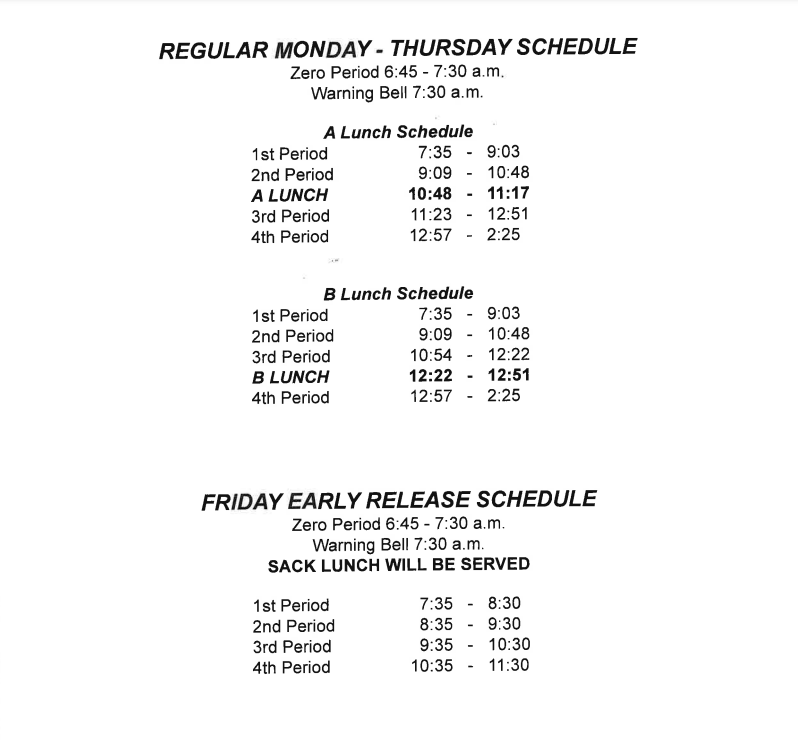 REGULAR MONDAY - THURSDAY SCHEDULE
Zero Period 6:45 - 7:30 a.m.
Warning Bell 7:30 a.m.
A Lunch Schedule
1st Period 7:35 - 9:03
2nd Period 9:09 - 10:48
A LUNCH 10:48 - 11:17
3rd Period 11:23 - 12:51
4th Period 12:57 - 2:25
B Lunch Schedule
1st Period 7:35 - 9:03
2nd Period 9:09 - 10:48
3rd Period 10:54 - 12:22
B LUNCH 12:22 - 12:51
4th Period 12:57 - 2:25
FRIDAY EARLY RELEASE SCHEDULE
Zero Period 6:45 - 7:30 a.m.
Warning Bell 7:30 a.m.
SACK LUNCH WILL BE SERVED
1st Period 7:35 - 8:30
2nd Period 8:35 - 9:30
3rd Period 9:35 - 10:30
4th Period 10:35 - 11:30